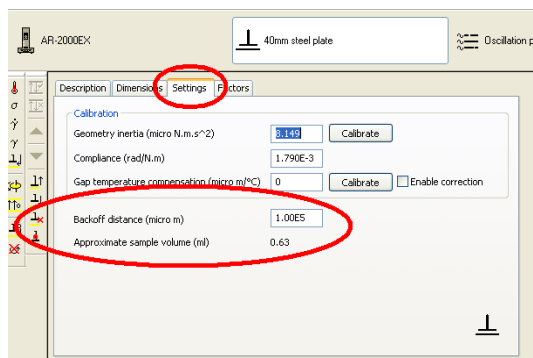 AR-2000EX
40mm steel plate
Oscillation p
Description Dimensions Settings Factors
Calibration
Geometry inertia (micro N.m.s^2) 8.149 Calibrate
Compliance (rad/N.m) 1.790E-3
Gap temperature compensation (micro m/°C) 0 Calibrate Enable correction
Backoff distance (micro m) 1.00E5
Approximate sample volume (ml) 0.63